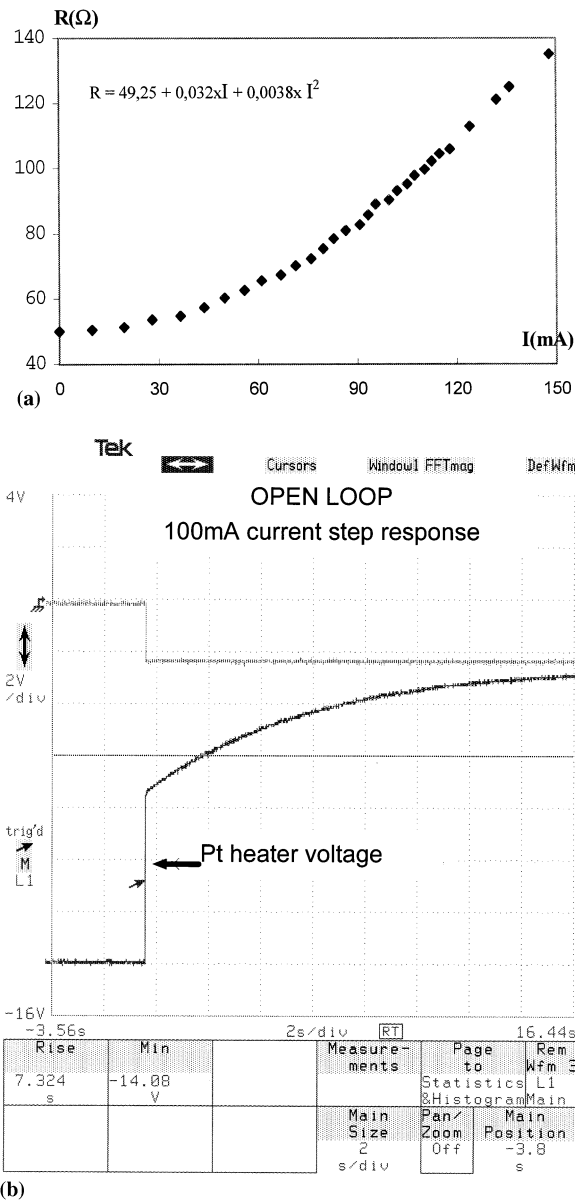 R(Ω)
140
R = 49,25 + 0,032xI + 0,0038x I²
120
100
80
60
40
I(mA)
0 30 60 90 120 150
(a)
Tek
Cursors Window1 FFTmag DefWfm
4V
OPEN LOOP
100mA current step response
2V
/div
trig'd
M
L1
Pt heater voltage
-16V
-3.56s 2s/div RT 16.44s
Rise Min Measure- Page Rem
ments to Wfm 3
7.324 -14.08 Statistics L1
s V &Histogram Main
Main Pan/ Main
Size Zoom Position
2 Off -3.8
s/div s
(b)